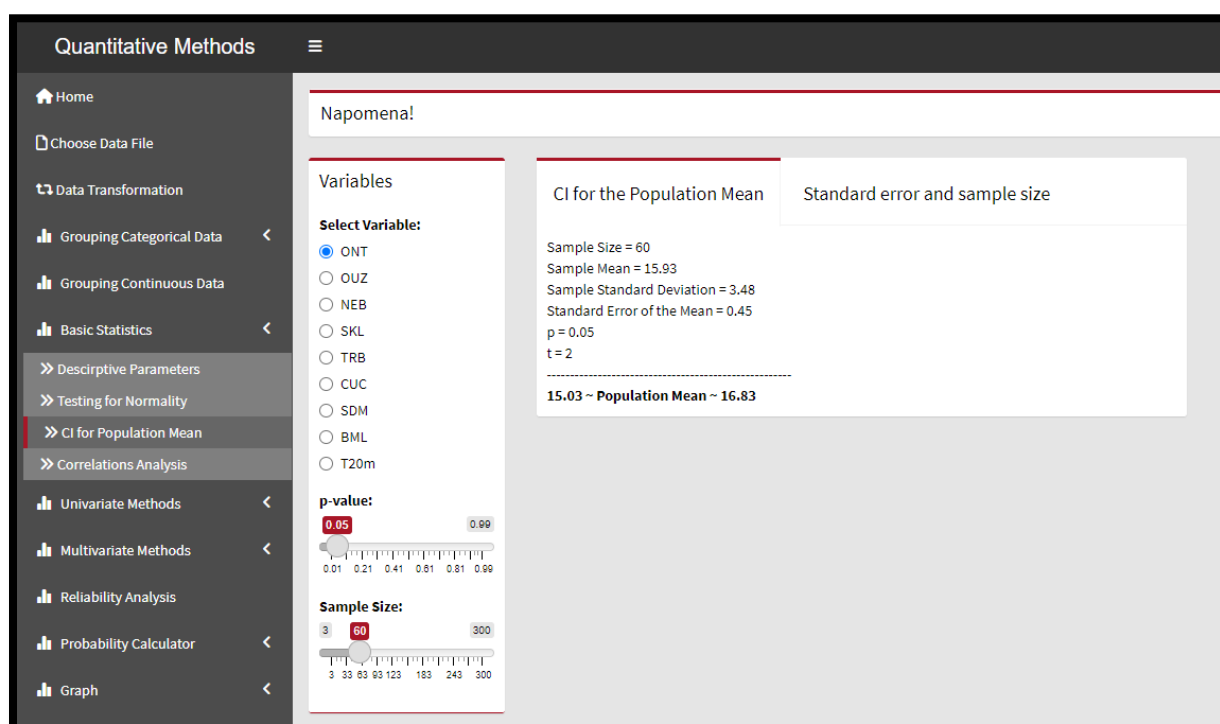 Quantitative Methods
Home
Choose Data File
Data Transformation
Grouping Categorical Data
Grouping Continuous Data
Basic Statistics
Descirptive Parameters
Testing for Normality
CI for Population Mean
Correlations Analysis
Univariate Methods
Multivariate Methods
Reliability Analysis
Probability Calculator
Graph
Napomena!
Variables
Select Variable:
ONT
OUZ
NEB
SKL
TRB
CUC
SDM
BML
T20m
p-value:
0.05 0.99
0.01 0.21 0.41 0.61 0.81 0.99
Sample Size:
3 60 300
3 33 63 93 123 183 243 300
CI for the Population Mean
Standard error and sample size
Sample Size = 60
Sample Mean = 15.93
Sample Standard Deviation = 3.48
Standard Error of the Mean = 0.45
p = 0.05
t = 2
------------------------------------------------------
15.03 ~ Population Mean ~ 16.83